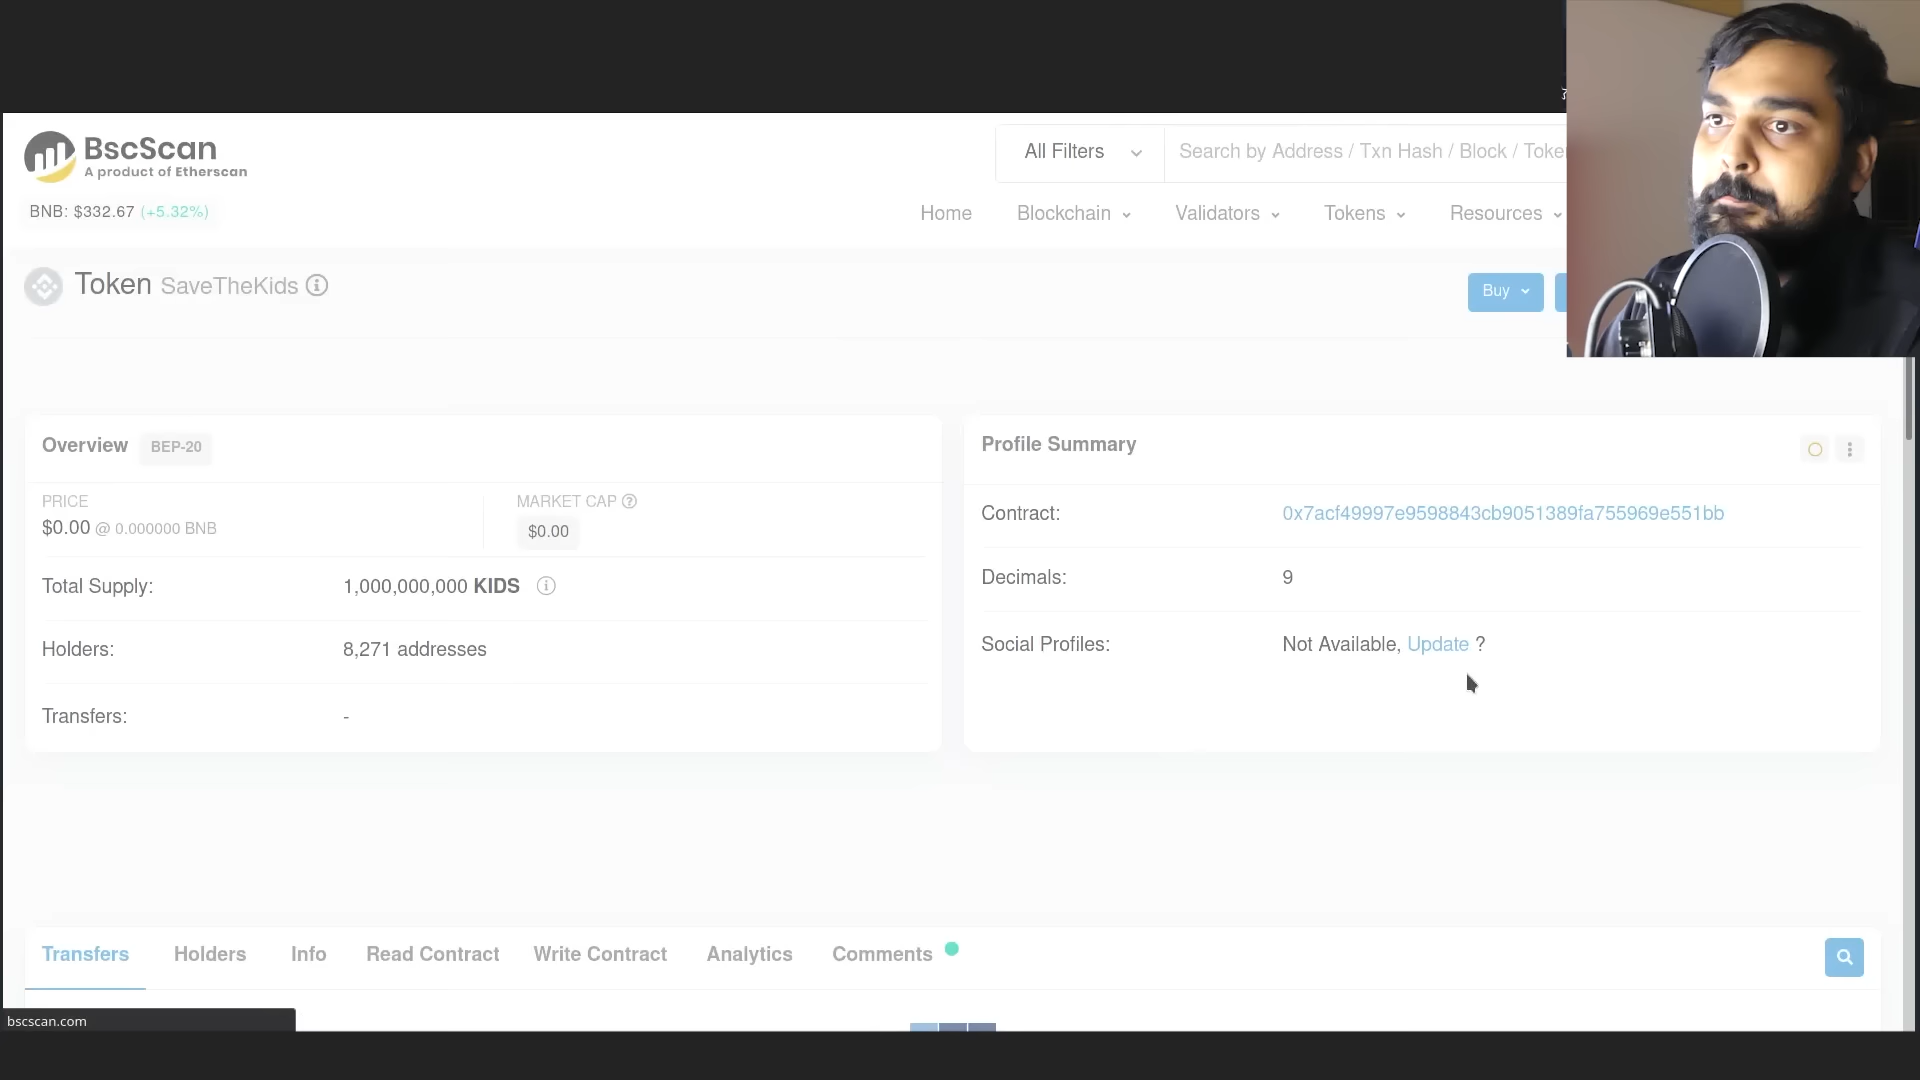 BscScan
A product of Etherscan
All Filters
Search by Address / Txn Hash / Block / Toke
BNB: $332.67 (+5.32%)
Home Blockchain Validators Tokens Resources
Token SaveTheKids
Buy
Overview BEP-20
PRICE
$0.00 @ 0.000000 BNB
MARKET CAP
$0.00
Total Supply: 1,000,000,000 KIDS
Holders: 8,271 addresses
Transfers: -
Profile Summary
Contract: 0x7acf49997e9598843cb9051389fa755969e551bb
Decimals: 9
Social Profiles: Not Available, Update ?
Transfers Holders Info Read Contract Write Contract Analytics Comments
bscscan.com